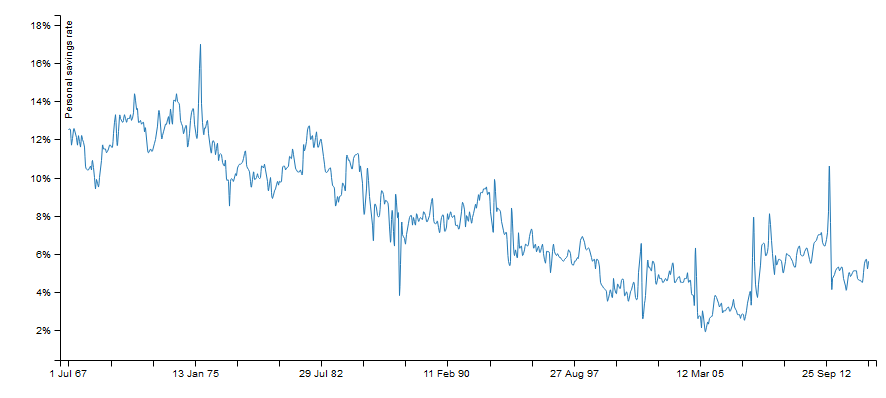 18%
Personal savings rate
16%
14%
12%
10%
8%
6%
4%
2%
1 Jul 67
13 Jan 75
29 Jul 82
11 Feb 90
27 Aug 97
12 Mar 05
25 Sep 12